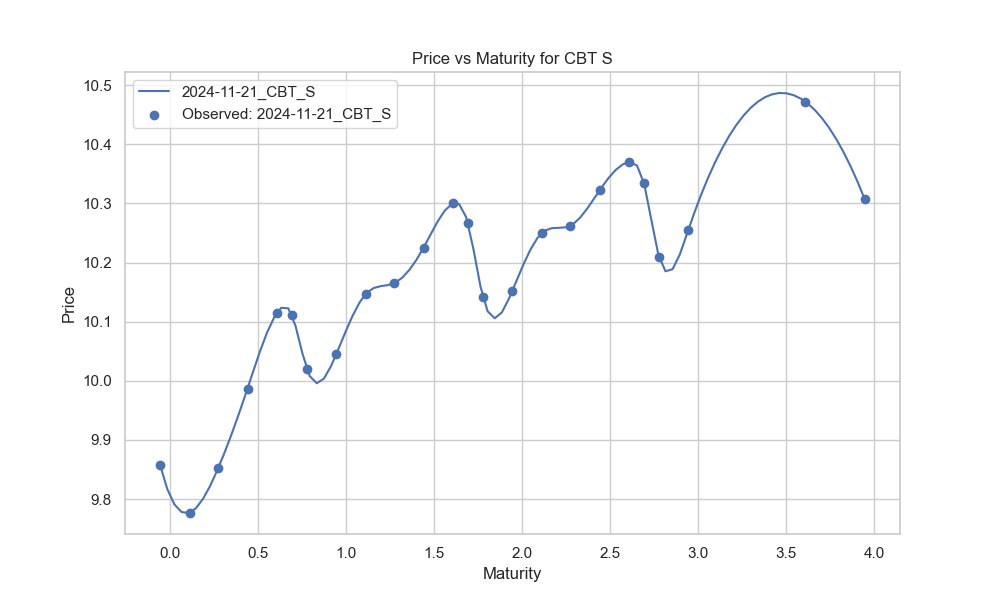 Price vs Maturity for CBT S
2024-11-21_CBT_S
Observed: 2024-11-21_CBT_S
Price
10.5
10.4
10.3
10.2
10.1
10.0
9.9
9.8
0.0 0.5 1.0 1.5 2.0 2.5 3.0 3.5 4.0
Maturity